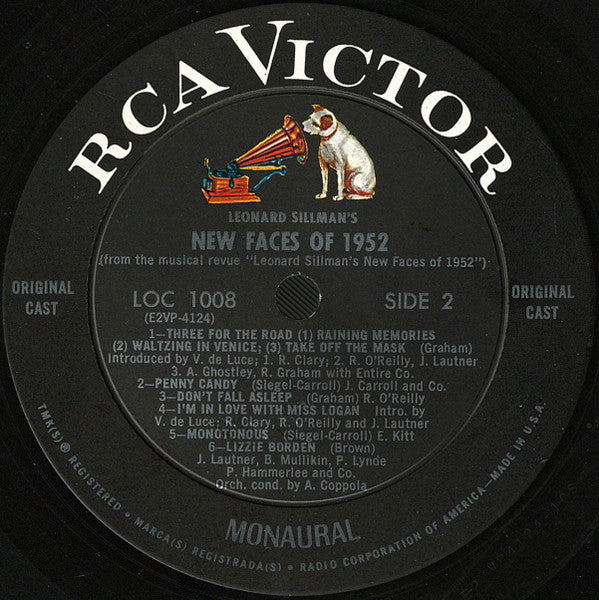 RCA VICTOR
LEONARD SILLMAN'S
NEW FACES OF 1952
(from the musical revue "Leonard Sillman's New Faces of 1952")
ORIGINAL
CAST
ORIGINAL
CAST
LOC 1008
SIDE 2
(E2VP-4124)
1—THREE FOR THE ROAD (1) RAINING MEMORIES
(2) WALTZING IN VENICE; (3) TAKE OFF THE MASK (Graham)
Introduced by V. de Luce; 1. R. Clary; 2. R. O'Reilly, J. Lautner
3. A. Ghostley, R. Graham with Entire Co.
2—PENNY CANDY (Siegel-Carroll) J. Carroll and Co.
3—DON'T FALL ASLEEP (Graham) R. O'Reilly
4—I'M IN LOVE WITH MISS LOGAN Intro. by
V. de Luce; R. Clary, R. O'Reilly and J. Lautner
5—MONOTONOUS (Siegel-Carroll) E. Kitt
6—LIZZIE BORDEN (Brown)
J. Lautner, B. Mullikin, P. Lynde
P. Hammerlee and Co.
Orch. cond. by A. Coppola
MONAURAL
TMK(S) ® REGISTERED • MARCA(S) REGISTRADA(S) • RADIO CORPORATION OF AMERICA—MADE IN U.S.A.